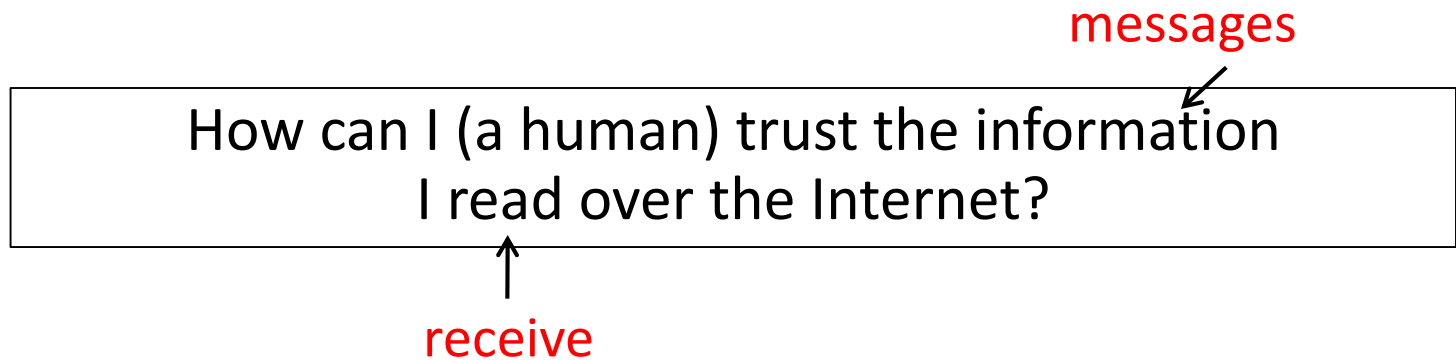 messages
How can I (a human) trust the information
I read over the Internet?
receive